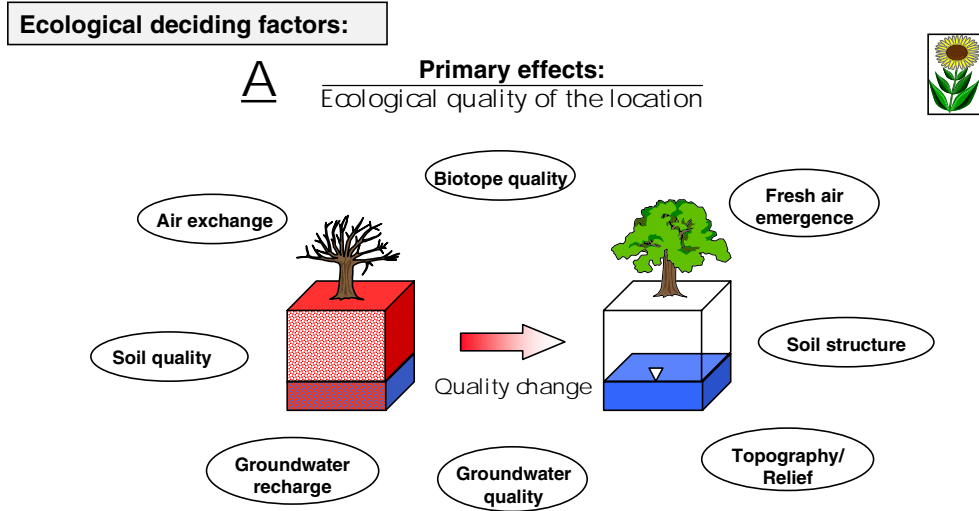 Ecological deciding factors:
A
Primary effects:
Ecological quality of the location
Biotope quality
Air exchange
Fresh air
emergence
Soil quality
Soil structure
Quality change
Groundwater
recharge
Groundwater
quality
Topography/
Relief